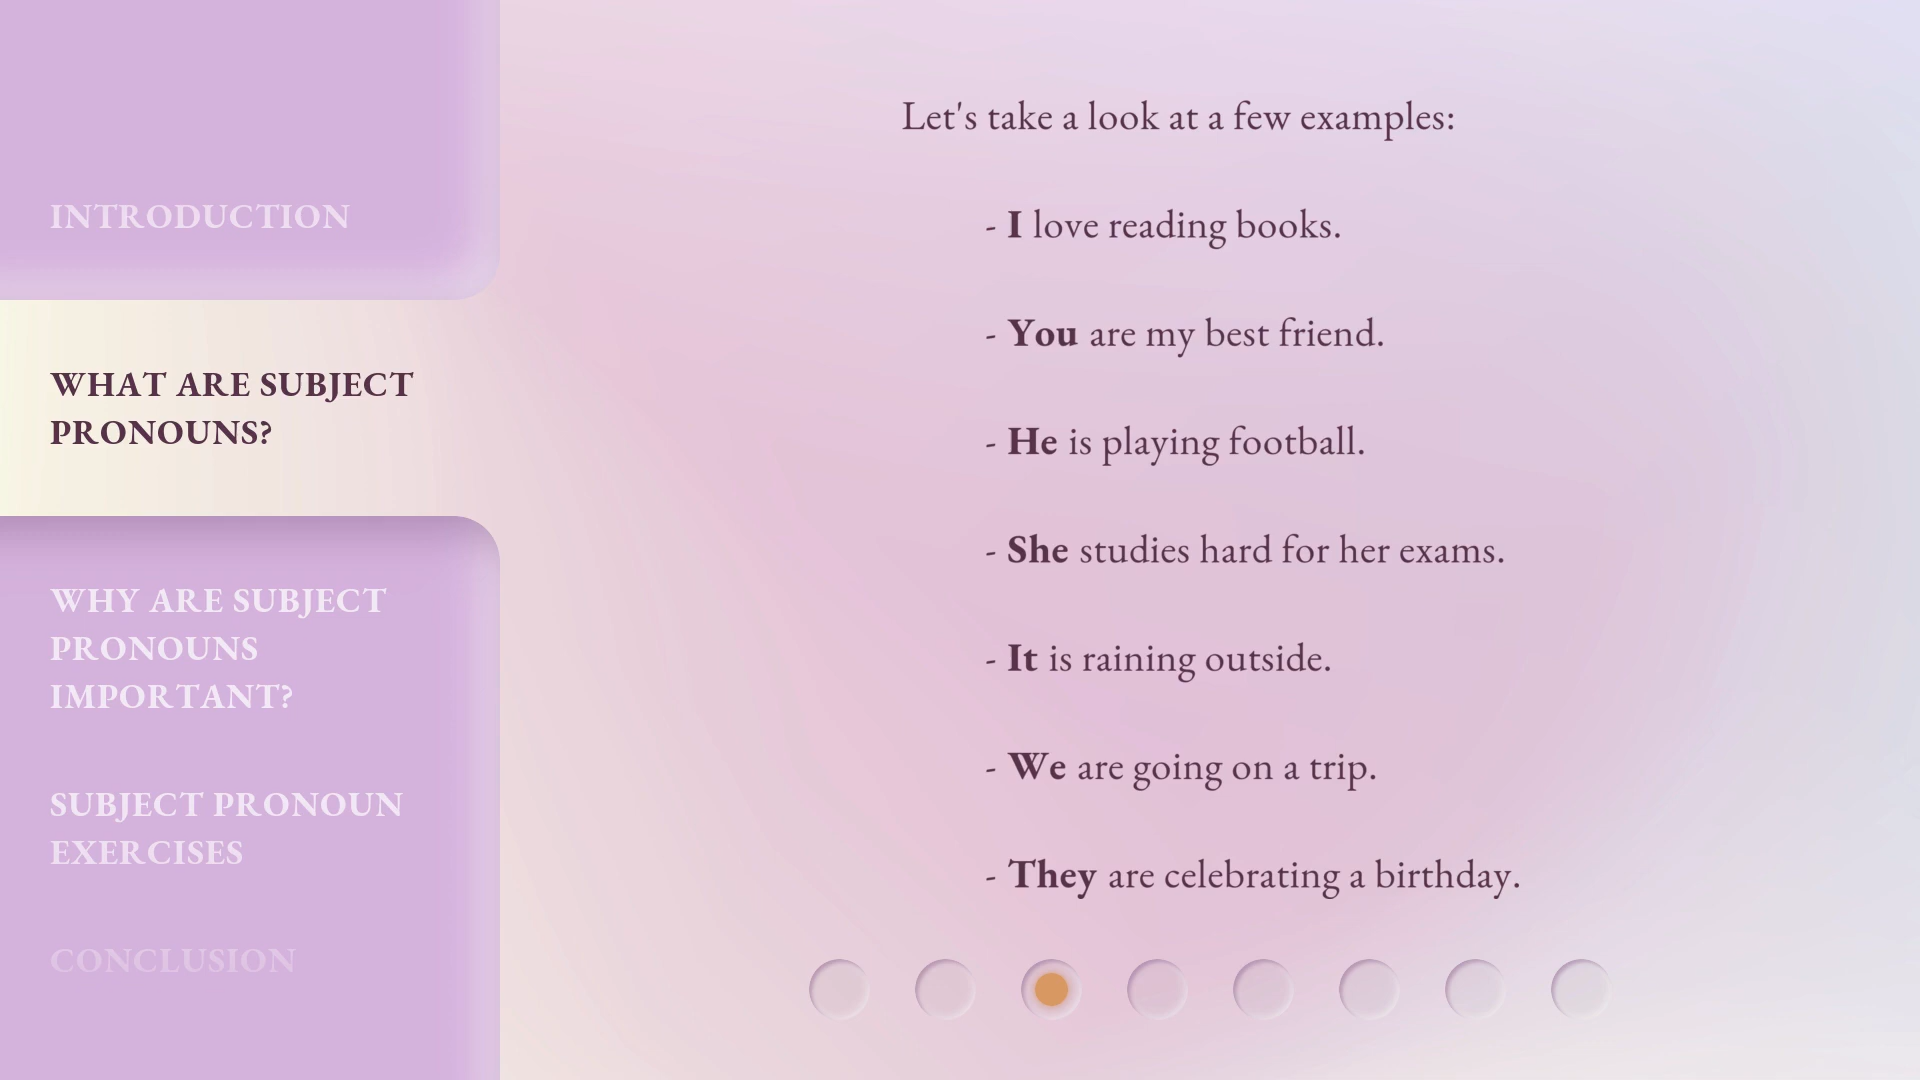 INTRODUCTION
WHAT ARE SUBJECT
PRONOUNS?
WHY ARE SUBJECT
PRONOUNS
IMPORTANT?
SUBJECT PRONOUN
EXERCISES
CONCLUSION
Let's take a look at a few examples:
- I love reading books.
- You are my best friend.
- He is playing football.
- She studies hard for her exams.
- It is raining outside.
- We are going on a trip.
- They are celebrating a birthday.